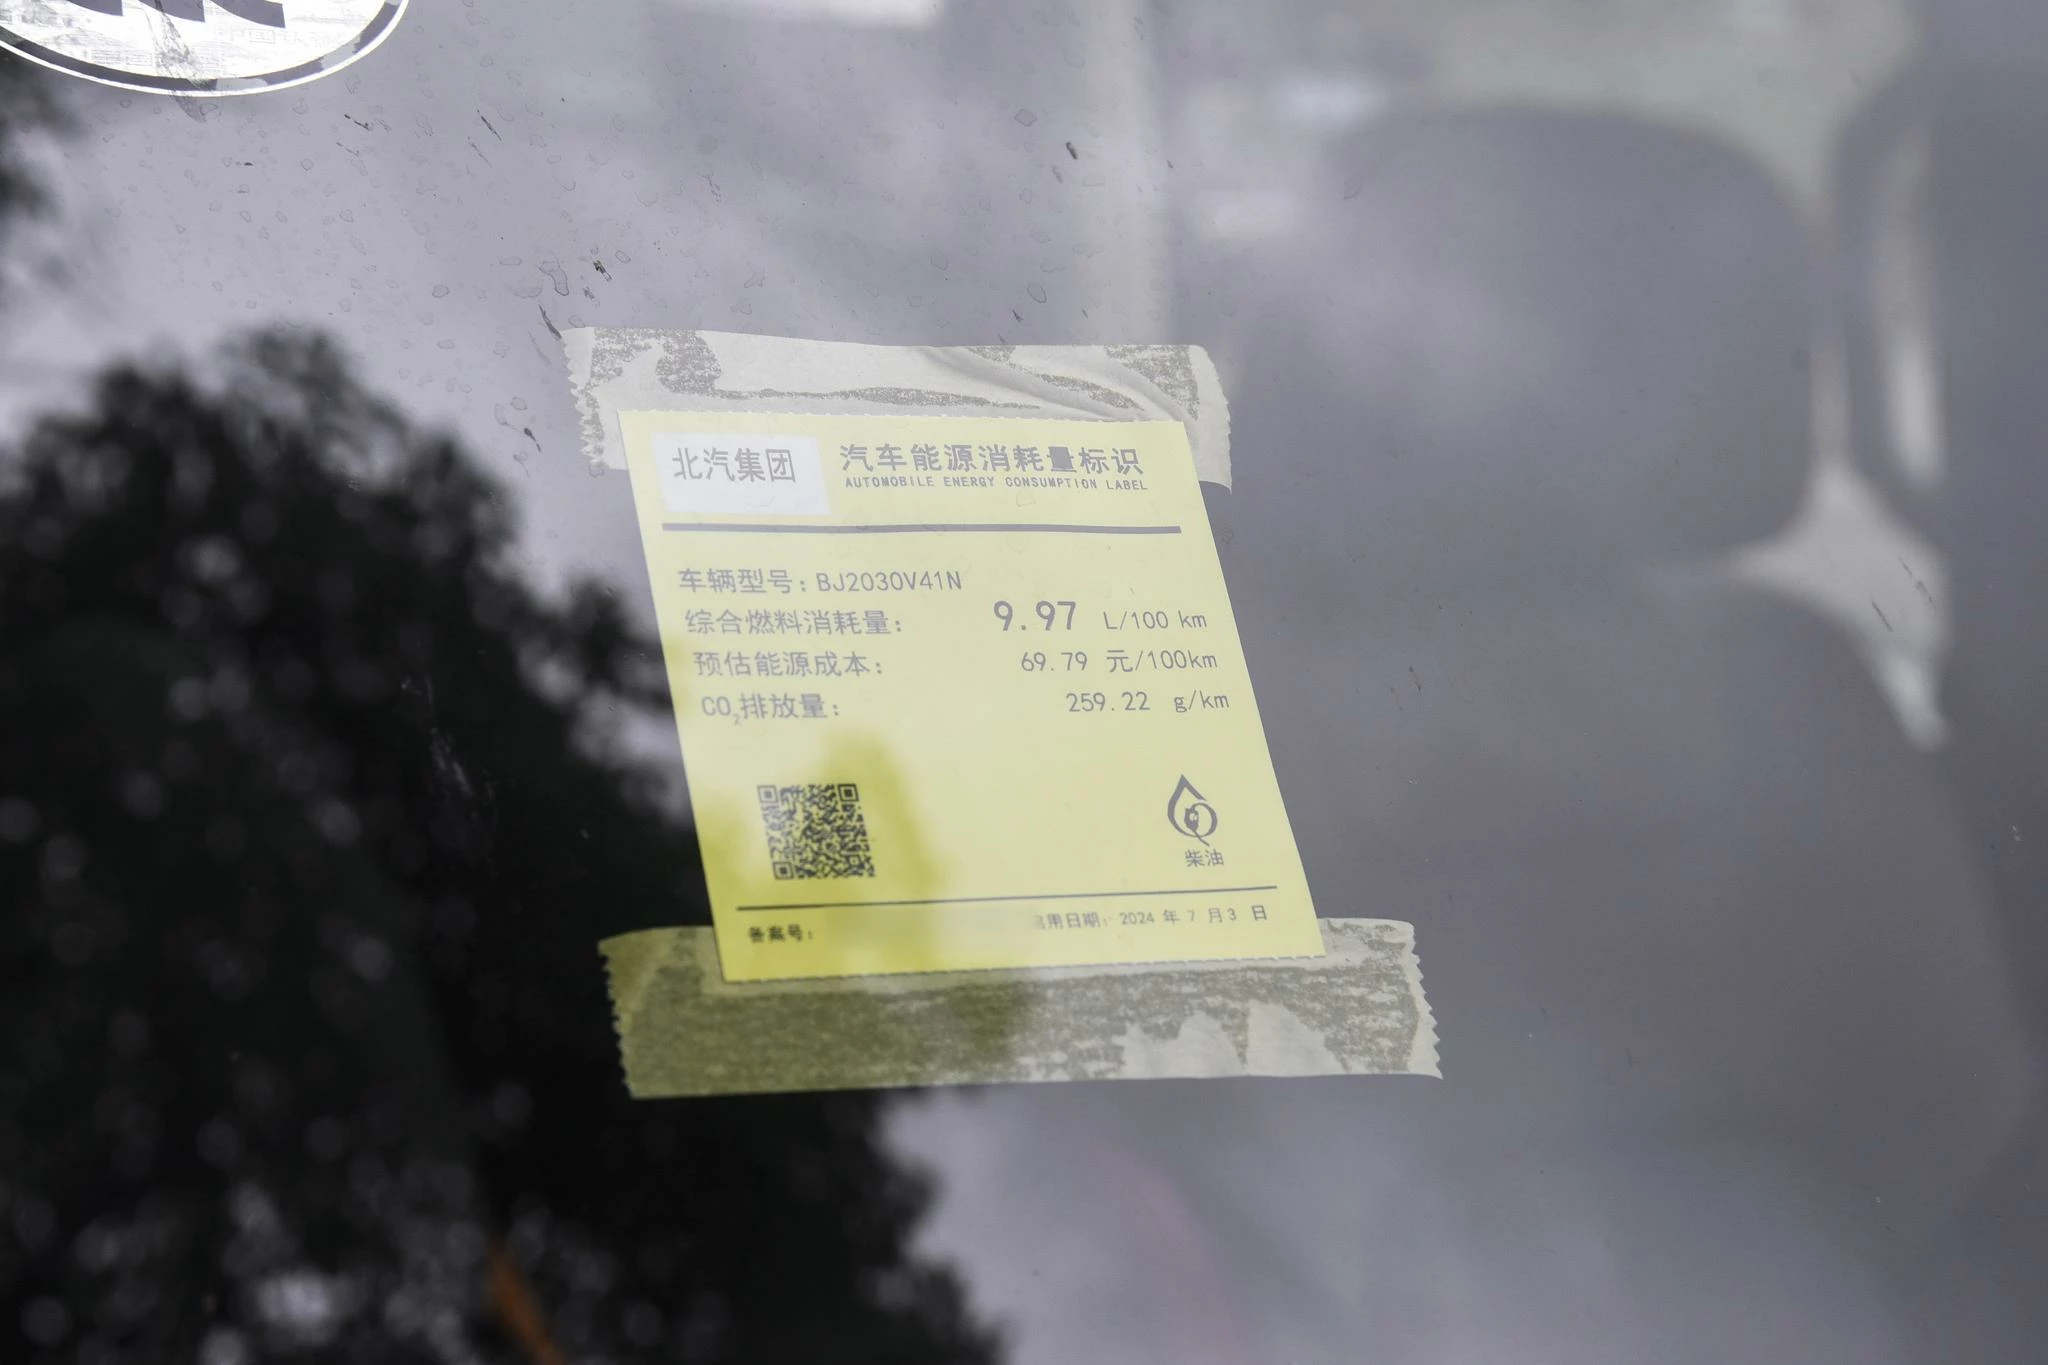 北汽集团
汽车能源消耗量标识
AUTOMOBILE ENERGY CONSUMPTION LABEL
车辆型号: BJ2030V41N
综合燃料消耗量: 9.97 L/100 km
预估能源成本: 69.79 元/100km
CO₂排放量: 259.22 g/km
柴油
备案号:
启用日期: 2024 年 7 月3 日